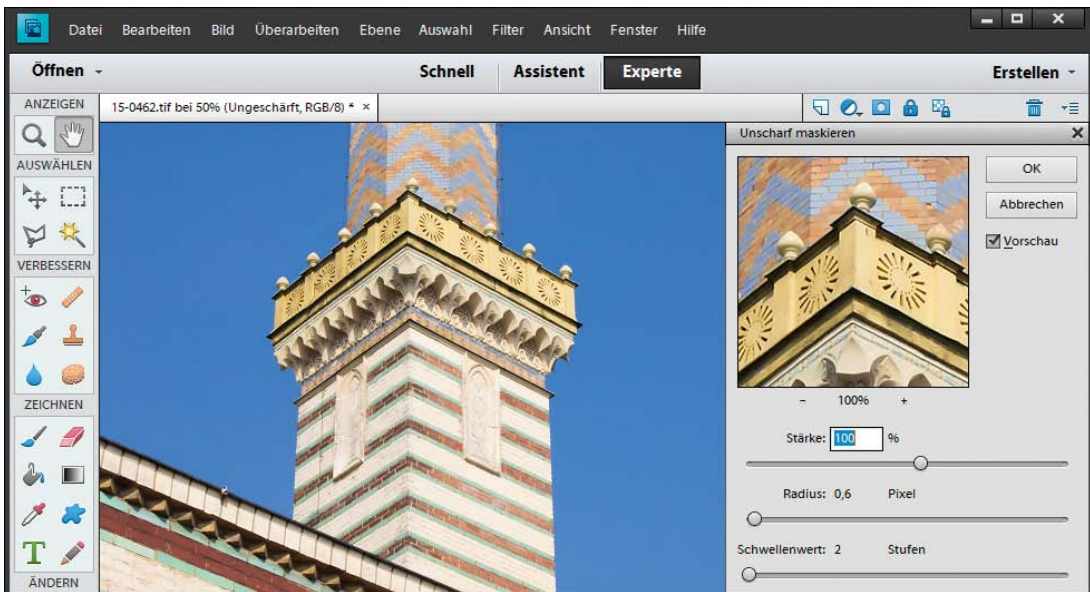 Datei Bearbeiten Bild Überarbeiten Ebene Auswahl Filter Ansicht Fenster Hilfe
Öffnen Schnell Assistent Experte Erstellen
ANZEIGEN
15-0462.tif bei 50% (Ungeschärft, RGB/8) * ×
Unscharf maskieren
AUSWÄHLEN
OK
Abbrechen
Vorschau
VERBESSERN
ZEICHNEN
- 100% +
Stärke: 100 %
Radius: 0,6 Pixel
Schwellenwert: 2 Stufen
T
ÄNDERN